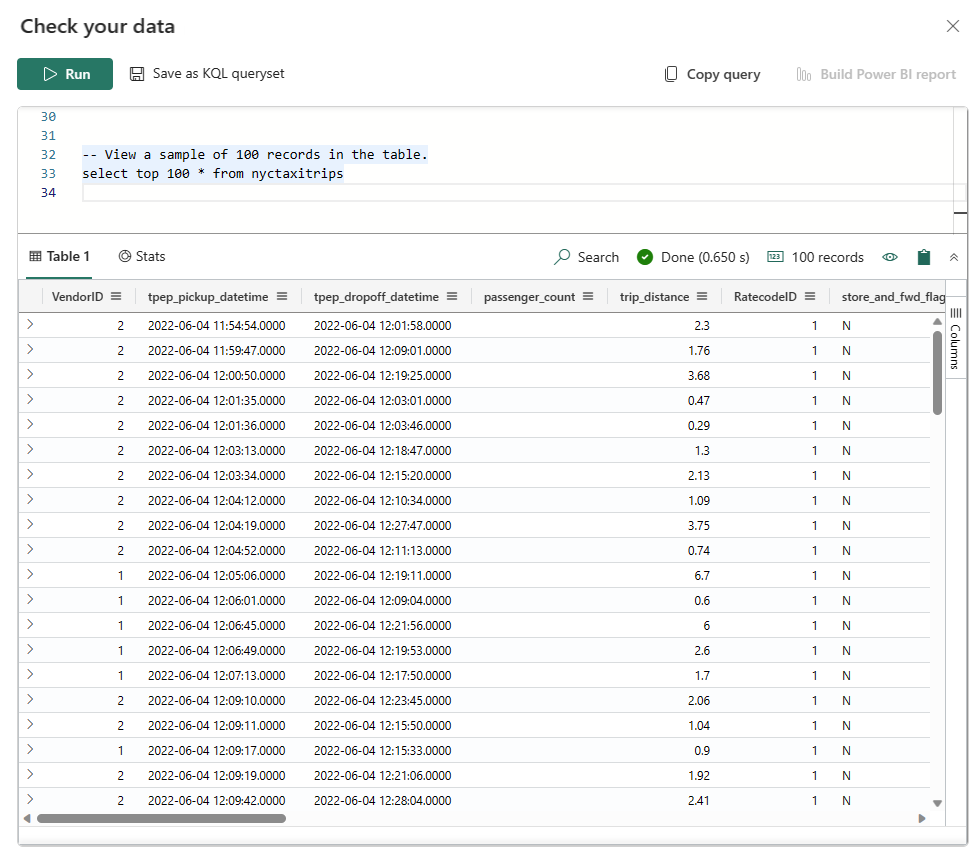 Check your data
Run Save as KQL queryset Copy query Build Power BI report
30
31
32 -- View a sample of 100 records in the table.
33 select top 100 * from nyctaxitrips
34
Table 1 Stats Search Done (0.650 s) 123 100 records
VendorID tpep_pickup_datetime tpep_dropoff_datetime passenger_count trip_distance RatecodeID store_and_fwd_flag
2 2022-06-04 11:54:54.0000 2022-06-04 12:01:58.0000 2.3 1 N
2 2022-06-04 11:59:47.0000 2022-06-04 12:09:01.0000 1.76 1 N
2 2022-06-04 12:00:50.0000 2022-06-04 12:19:25.0000 3.68 1 N
2 2022-06-04 12:01:35.0000 2022-06-04 12:03:01.0000 0.47 1 N
2 2022-06-04 12:01:36.0000 2022-06-04 12:03:46.0000 0.29 1 N
2 2022-06-04 12:03:13.0000 2022-06-04 12:18:47.0000 1.3 1 N
2 2022-06-04 12:03:34.0000 2022-06-04 12:15:20.0000 2.13 1 N
2 2022-06-04 12:04:12.0000 2022-06-04 12:10:34.0000 1.09 1 N
2 2022-06-04 12:04:19.0000 2022-06-04 12:27:47.0000 3.75 1 N
2 2022-06-04 12:04:52.0000 2022-06-04 12:11:13.0000 0.74 1 N
1 2022-06-04 12:05:06.0000 2022-06-04 12:19:11.0000 6.7 1 N
1 2022-06-04 12:06:01.0000 2022-06-04 12:09:04.0000 0.6 1 N
1 2022-06-04 12:06:45.0000 2022-06-04 12:21:56.0000 6 1 N
1 2022-06-04 12:06:49.0000 2022-06-04 12:19:53.0000 2.6 1 N
1 2022-06-04 12:07:13.0000 2022-06-04 12:17:50.0000 1.7 1 N
2 2022-06-04 12:09:10.0000 2022-06-04 12:23:45.0000 2.06 1 N
2 2022-06-04 12:09:11.0000 2022-06-04 12:15:50.0000 1.04 1 N
1 2022-06-04 12:09:17.0000 2022-06-04 12:15:33.0000 0.9 1 N
2 2022-06-04 12:09:19.0000 2022-06-04 12:21:06.0000 1.92 1 N
2 2022-06-04 12:09:42.0000 2022-06-04 12:28:04.0000 2.41 1 N
Columns